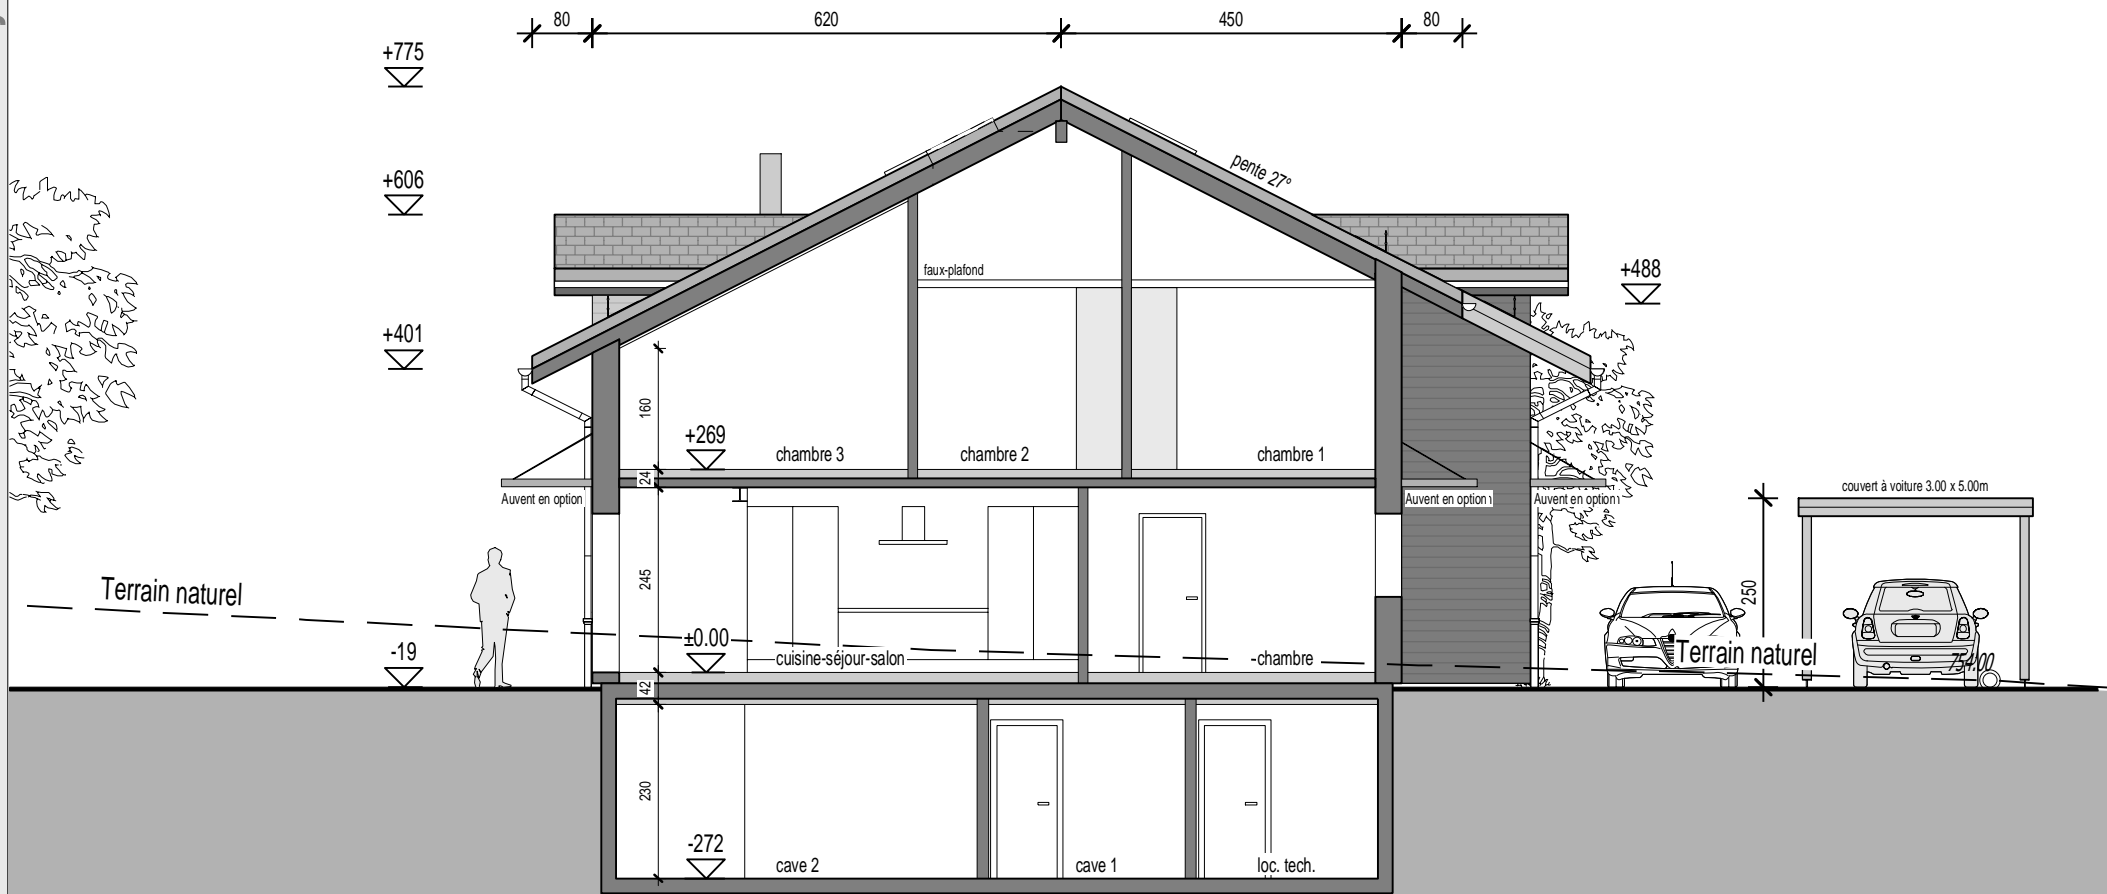 80
620
450
80
+775
pente 27°
+606
faux-plafond
+488
+401
160
+269
chambre 3
chambre 2
chambre 1
24
Auvent en option
Auvent en option
Auvent en option
couvert à voiture 3.00 x 5.00m
245
250
Terrain naturel
±0.00
-19
cuisine-séjour-salon
-chambre
Terrain naturel
754.00
42
230
-272
cave 2
cave 1
loc. tech.